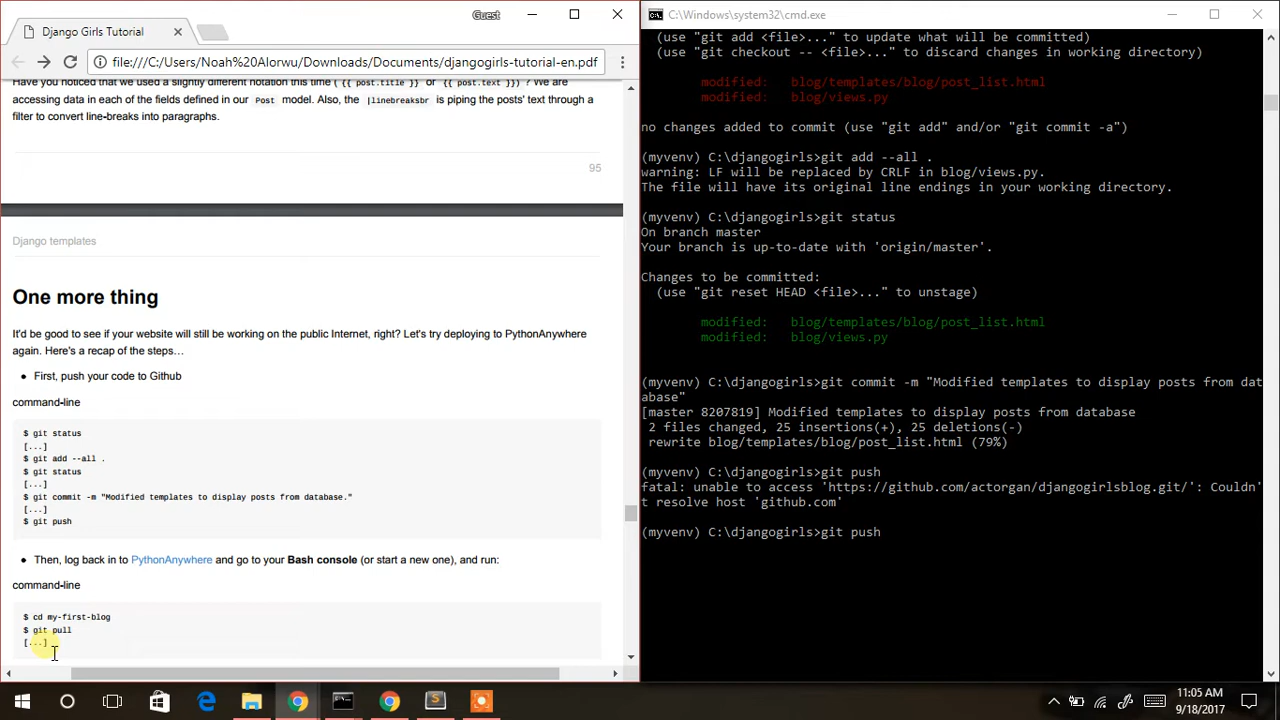 Guest
Django Girls Tutorial
file:///C:/Users/Noah%20Alorwu/Downloads/Documents/djangogirls-tutorial-en.pdf
Have you noticed that we used a slightly different notation this time ( {{ post.title }} or {{ post.text }}) ? We are
accessing data in each of the fields defined in our Post model. Also, the |linebreaksbr is piping the posts' text through a
filter to convert line-breaks into paragraphs.
95
Django templates
One more thing
It'd be good to see if your website will still be working on the public Internet, right? Let's try deploying to PythonAnywhere
again. Here's a recap of the steps…
• First, push your code to Github
command-line
$ git status
[...]
$ git add --all .
$ git status
[...]
$ git commit -m "Modified templates to display posts from database."
[...]
$ git push
• Then, log back in to PythonAnywhere and go to your Bash console (or start a new one), and run:
command-line
$ cd my-first-blog
$ git pull
[...]
C:\Windows\system32\cmd.exe
(use "git add <file>..." to update what will be committed)
(use "git checkout -- <file>..." to discard changes in working directory)
modified: blog/templates/blog/post_list.html
modified: blog/views.py
no changes added to commit (use "git add" and/or "git commit -a")
(myvenv) C:\djangogirls>git add --all .
warning: LF will be replaced by CRLF in blog/views.py.
The file will have its original line endings in your working directory.
(myvenv) C:\djangogirls>git status
On branch master
Your branch is up-to-date with 'origin/master'.
Changes to be committed:
(use "git reset HEAD <file>..." to unstage)
modified: blog/templates/blog/post_list.html
modified: blog/views.py
(myvenv) C:\djangogirls>git commit -m "Modified templates to display posts from dat
abase"
[master 8207819] Modified templates to display posts from database
2 files changed, 25 insertions(+), 25 deletions(-)
rewrite blog/templates/blog/post_list.html (79%)
(myvenv) C:\djangogirls>git push
fatal: unable to access 'https://github.com/actorgan/djangogirlsblog.git/': Couldn'
t resolve host 'github.com'
(myvenv) C:\djangogirls>git push
11:05 AM
9/18/2017